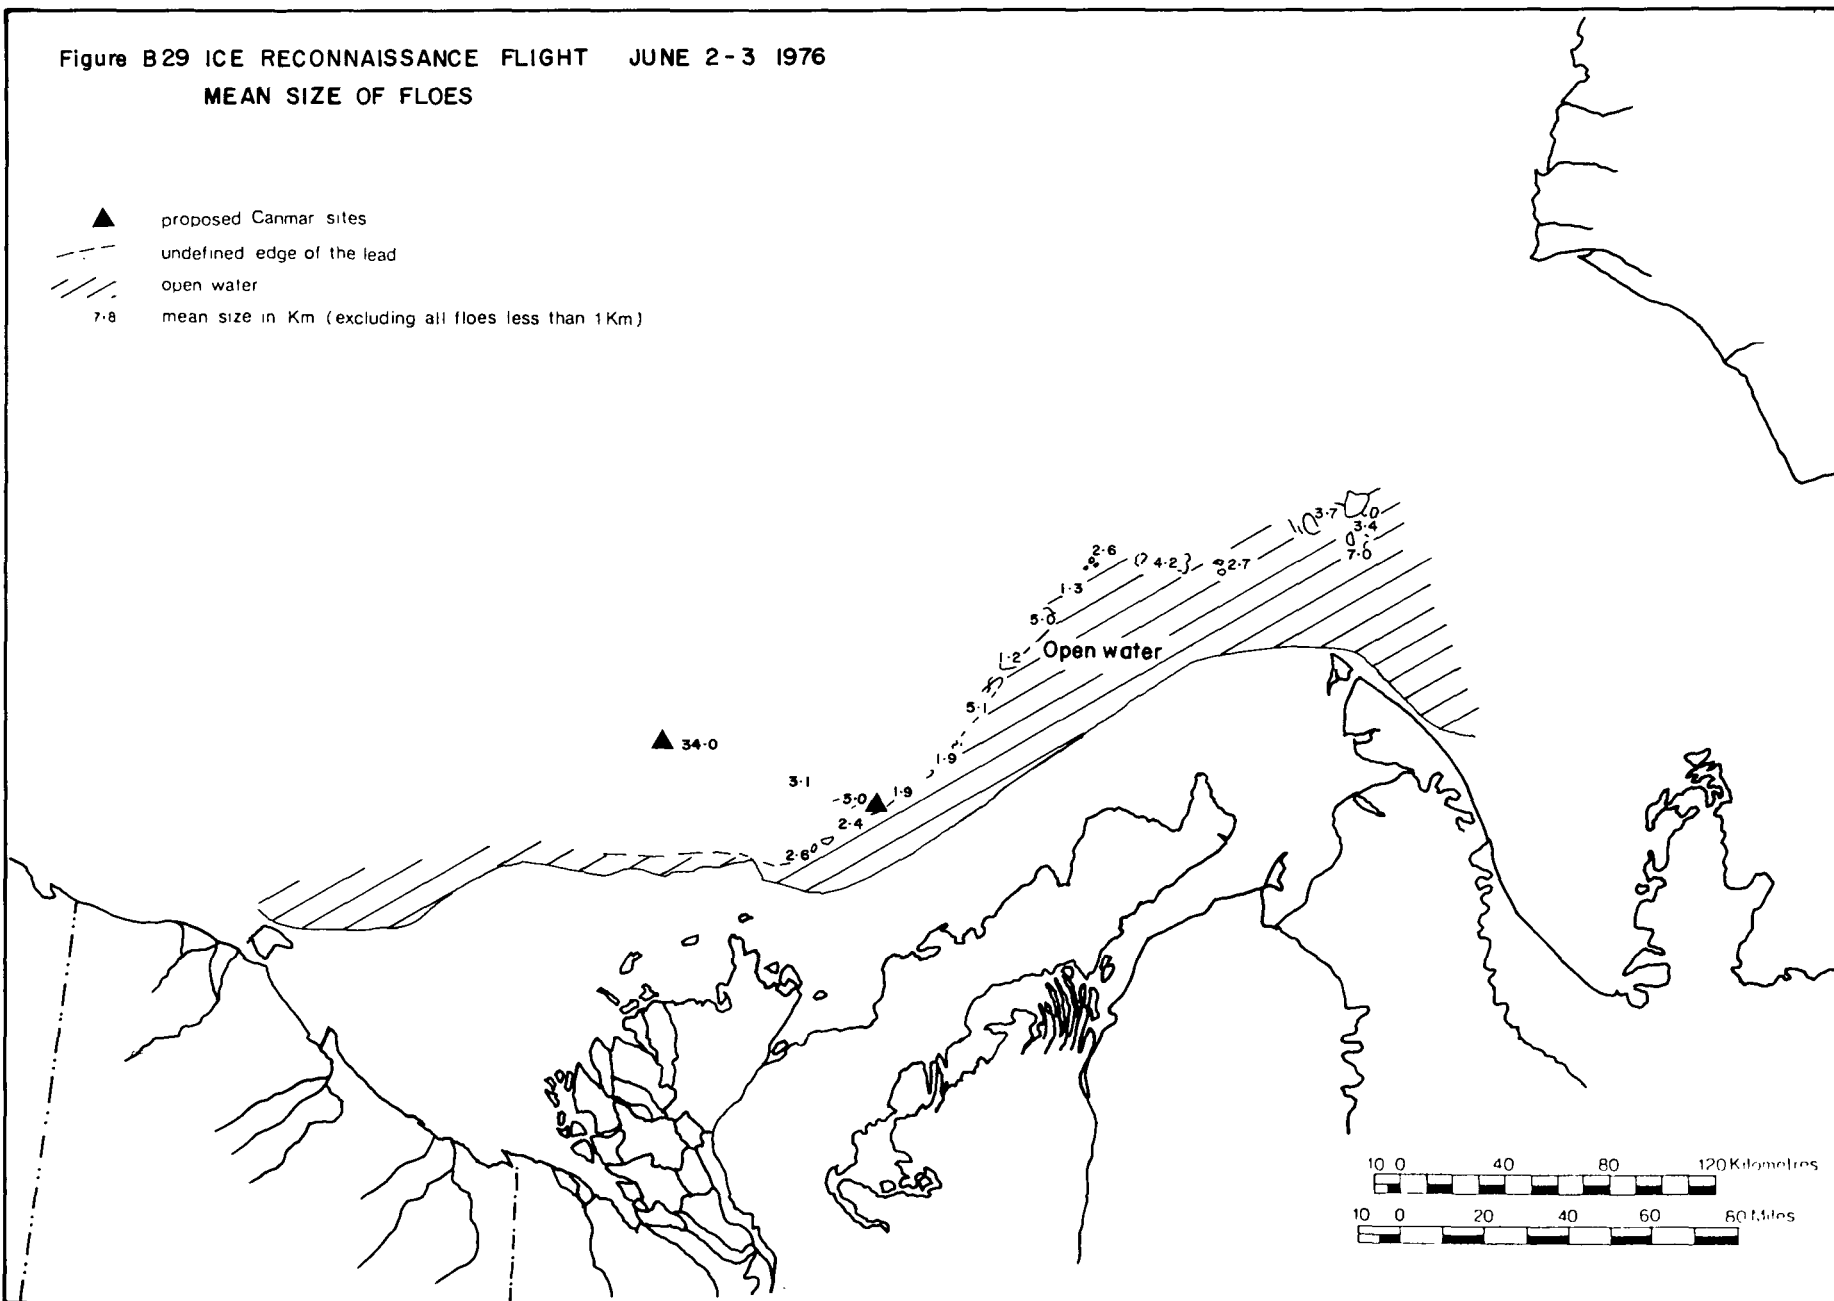 Figure B29 ICE RECONNAISSANCE FLIGHT JUNE 2-3 1976
MEAN SIZE OF FLOES
proposed Canmar sites
undefined edge of the lead
open water
7·8 mean size in Km (excluding all floes less than 1Km)
3·7
3·4
7·0
2·6
(? 4·2 )
2·7
1·3
5·0
1·2
Open water
5·1
34·0
1·9
3·1
5·0
1·9
2·4
2·6
10 0 40 80 120 Kilometres
10 0 20 40 60 80 Miles